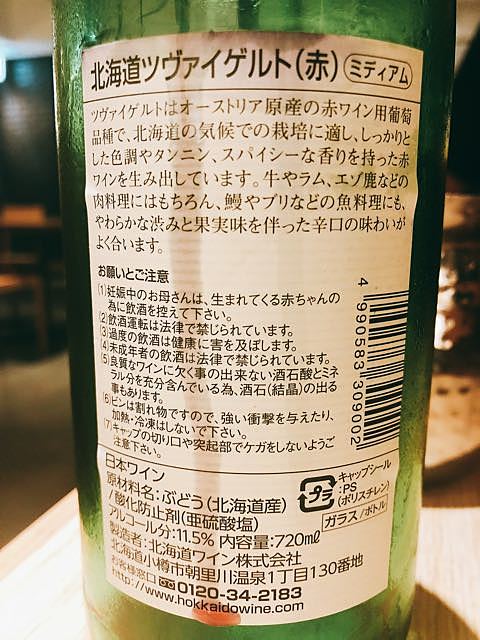 北海道ツヴァイゲルト(赤) ミディアム
ツヴァイゲルトはオーストリア原産の赤ワイン用葡萄
品種で、北海道の気候での栽培に適し、しっかりと
した色調やタンニン、スパイシーな香りを持った赤
ワインを生み出しています。牛やラム、エゾ鹿などの
肉料理にはもちろん、鰻やブリなどの魚料理にも、
やわらかな渋みと果実味を伴った辛口の味わいが
よく合います。
お願いとご注意
(1)妊娠中のお母さんは、生まれてくる赤ちゃんの
為に飲酒を控えて下さい。
(2)飲酒運転は法律で禁じられています。
(3)過度の飲酒は健康に害を及ぼします。
(4)未成年者の飲酒は法律で禁じられています。
(5)良質なワインに欠く事の出来ない酒石酸とミネ
ラル分を充分含んでいる為、酒石(結晶)の出る
事もあります。
(6)ビンは割れ物ですので、強い衝撃を与えたり、
加熱・冷凍はしないで下さい。
(7)キャップの切り口や突起部でケガをしないようご
注意下さい。
4 990583 309002
日本ワイン
原材料名:ぶどう(北海道産)
/酸化防止剤(亜硫酸塩)
アルコール分:11.5% 内容量:720ml
製造者:北海道ワイン株式会社
北海道小樽市朝里川温泉1丁目130番地
お客様窓口 0120-34-2183
http://www.hokkaidowine.com
プラ
キャップシール
:PS
(ポリスチレン)
ガラス/ボトル